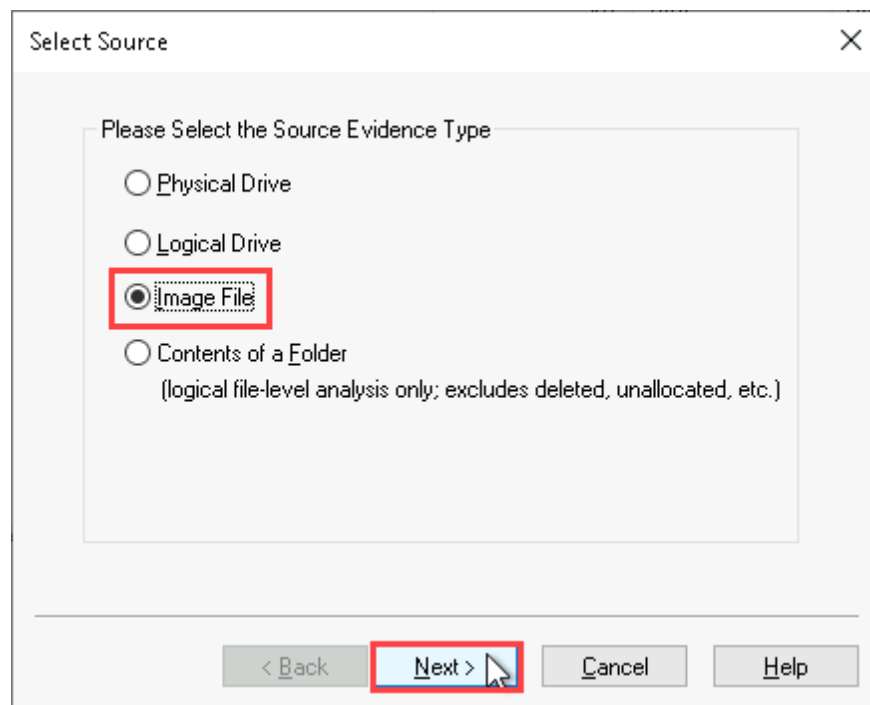 Select Source
Please Select the Source Evidence Type
Physical Drive
Logical Drive
Image File
Contents of a Folder
(logical file-level analysis only; excludes deleted, unallocated, etc.)
< Back Next > Cancel Help